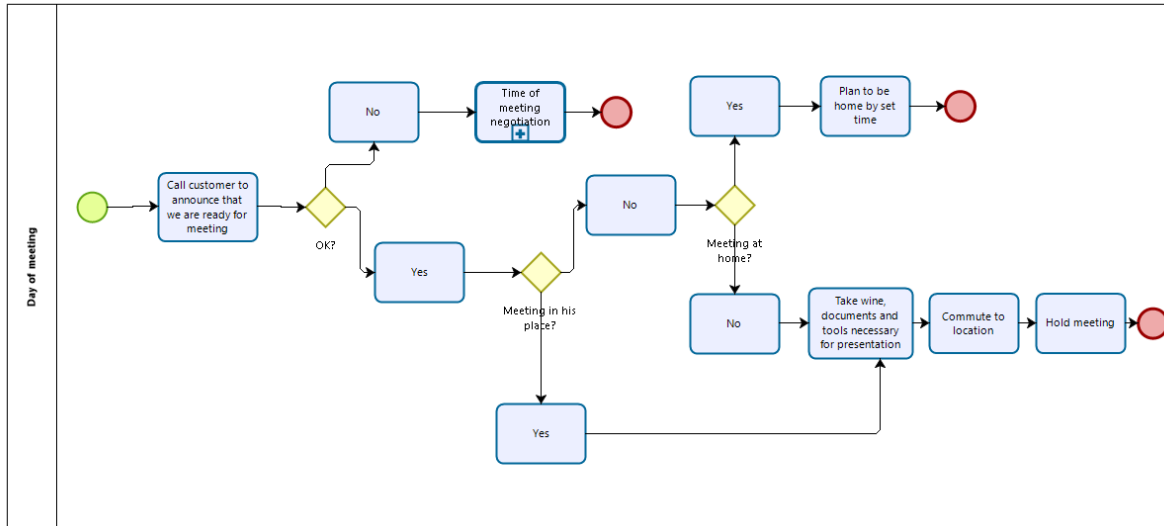 Day of meeting
Call customer to
announce that
we are ready for
meeting
OK?
No
Time of
meeting
negotiation
Yes
Meeting in his
place?
No
Meeting at
home?
Yes
Plan to be
home by set
time
No
Take wine,
documents and
tools necessary
for presentation
Commute to
location
Hold meeting
Yes